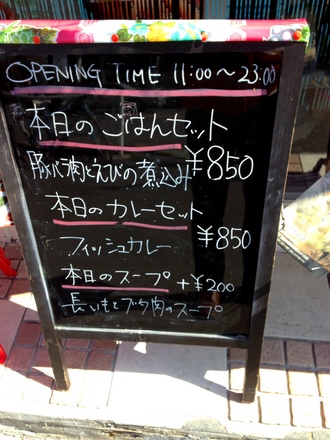 OPENING TIME 11:00〜23:00
本日のごはんセット
豚バラ肉とえびの煮込み ¥850
本日のカレーセット
フィッシュカレー ¥850
本日のスープ +¥200
長いもとブタ肉のスープ